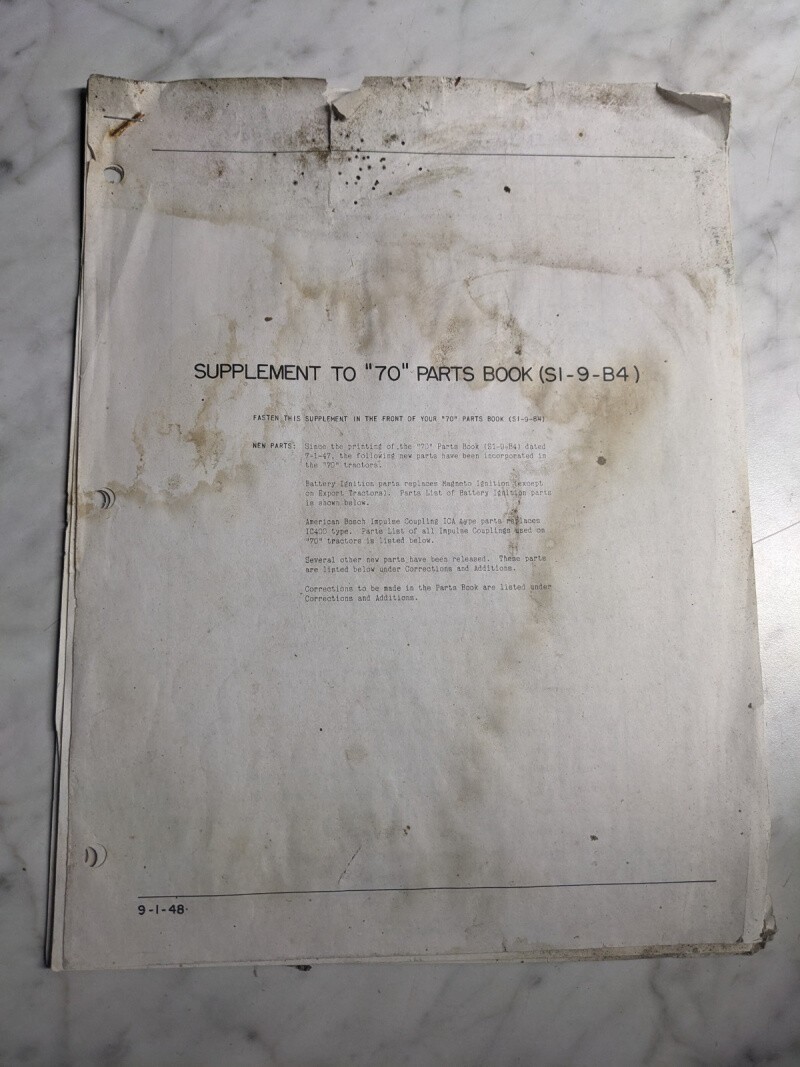 SUPPLEMENT TO "70" PARTS BOOK (S1-9-B4)
FASTEN THIS SUPPLEMENT IN THE FRONT OF YOUR "70" PARTS BOOK (S1-9-B4)
NEW PARTS: Since the printing of the "70" Parts Book (S1-9-B4) dated
7-1-47, the following new parts have been incorporated in
the "70" tractors.
Battery Ignition parts replaces Magneto Ignition (except
on Export Tractors). Parts List of Battery Ignition parts
is shown below.
American Bosch Impulse Coupling ICA type parts replaces
IC400 type. Parts List of all Impulse Couplings used on
"70" tractors is listed below.
Several other new parts have been released. These parts
are listed below under Corrections and Additions.
Corrections to be made in the Parts Book are listed under
Corrections and Additions.
9-1-48